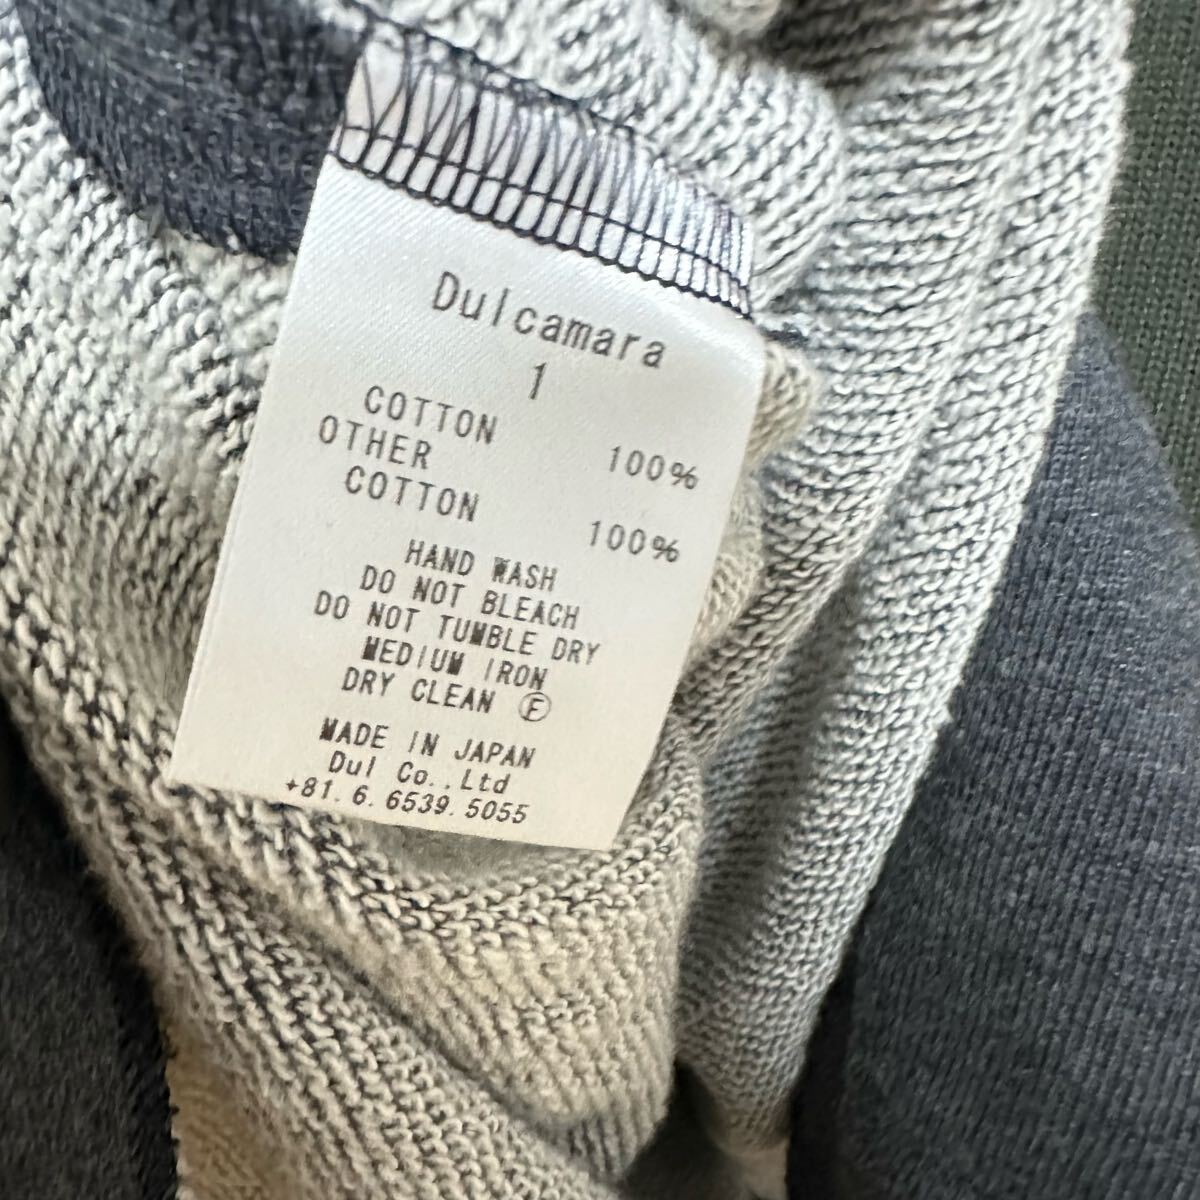 Dulcamara
1
COTTON 100%
OTHER
COTTON 100%
HAND WASH
DO NOT BLEACH
DO NOT TUMBLE DRY
MEDIUM IRON
DRY CLEAN Ⓕ
MADE IN JAPAN
Dul Co.,Ltd
+81.6.6539.5055